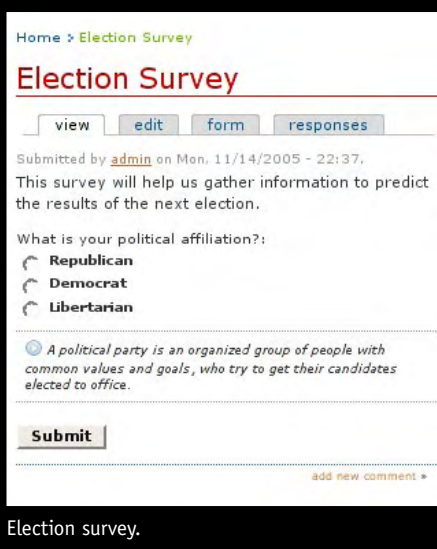 Home > Election Survey
Election Survey
view edit form responses
Submitted by admin on Mon, 11/14/2005 - 22:37.
This survey will help us gather information to predict
the results of the next election.
What is your political affiliation?:
Republican
Democrat
Libertarian
A political party is an organized group of people with
common values and goals, who try to get their candidates
elected to office.
Submit
add new comment »
Election survey.